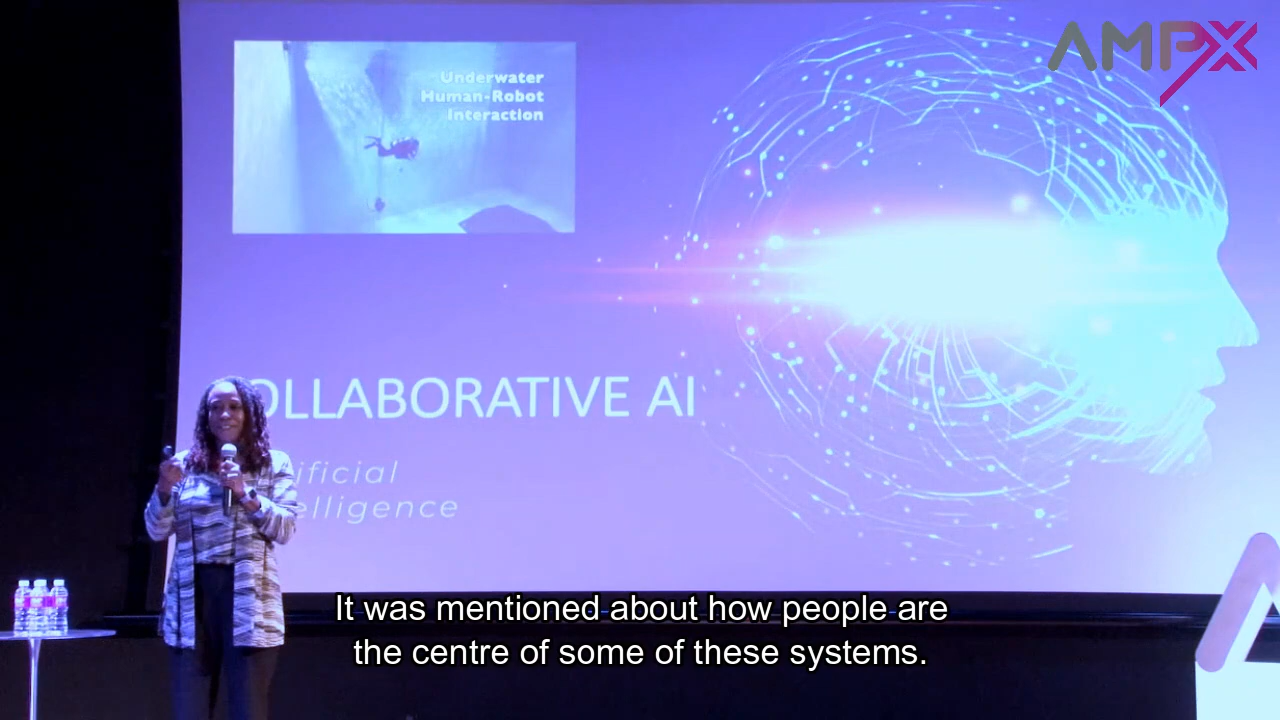 AMPX
Underwater
Human-Robot
Interaction
OLLABORATIVE AI
ificial
elligence
It was mentioned about how people are
the centre of some of these systems.